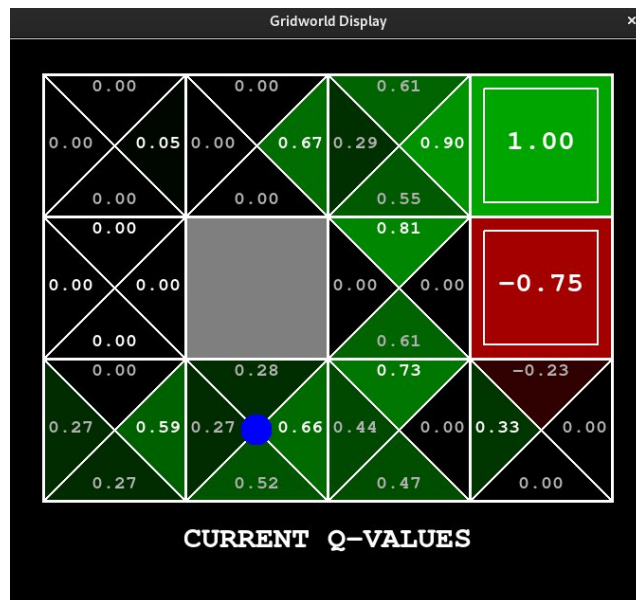 Gridworld Display ×
0.00 0.00 0.61
0.00 0.05 0.00 0.67 0.29 0.90 1.00
0.00 0.00 0.55
0.00 0.81
0.00 0.00 0.00 0.00 −0.75
0.00 0.61
0.00 0.28 0.73 −0.23
0.27 0.59 0.27 0.66 0.44 0.00 0.33 0.00
0.27 0.52 0.47 0.00
CURRENT Q−VALUES